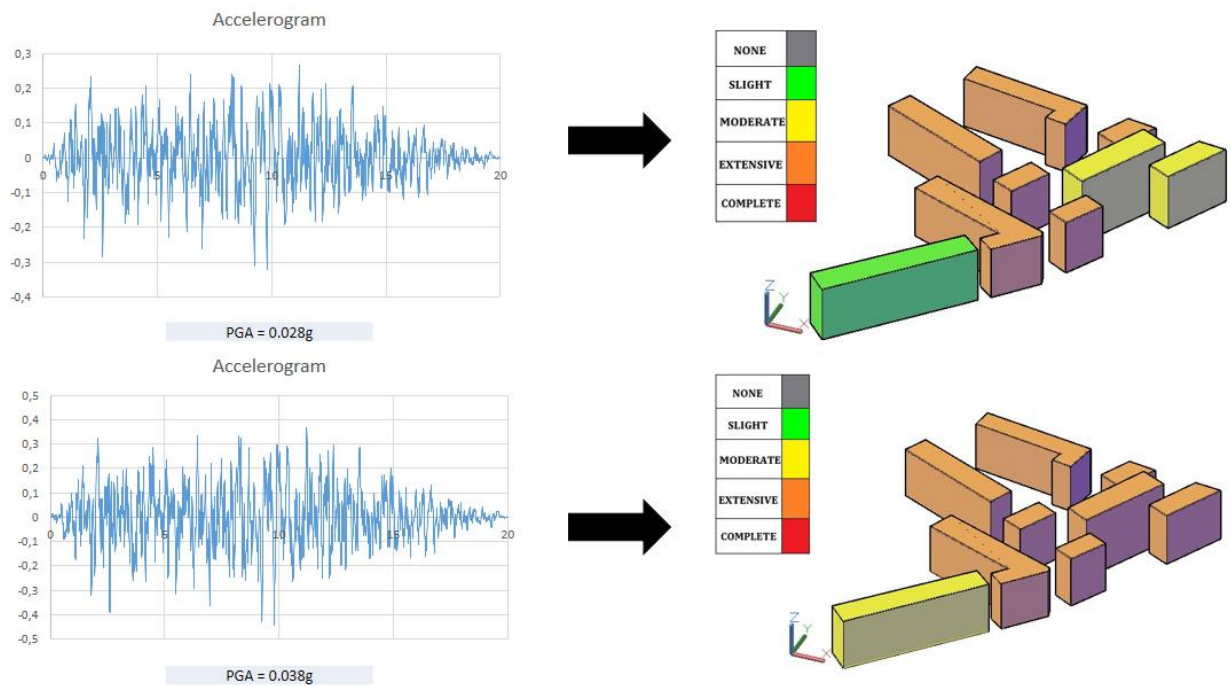 Accelerogram
0,3
0,2
0,1
0
0 5 10 15 20
-0,1
-0,2
-0,3
-0,4
PGA = 0.028g
NONE
SLIGHT
MODERATE
EXTENSIVE
COMPLETE
Z
Y
X
Accelerogram
0,5
0,4
0,3
0,2
0,1
0
0 5 10 15 20
-0,1
-0,2
-0,3
-0,4
-0,5
PGA = 0.038g
NONE
SLIGHT
MODERATE
EXTENSIVE
COMPLETE
Z
Y
X